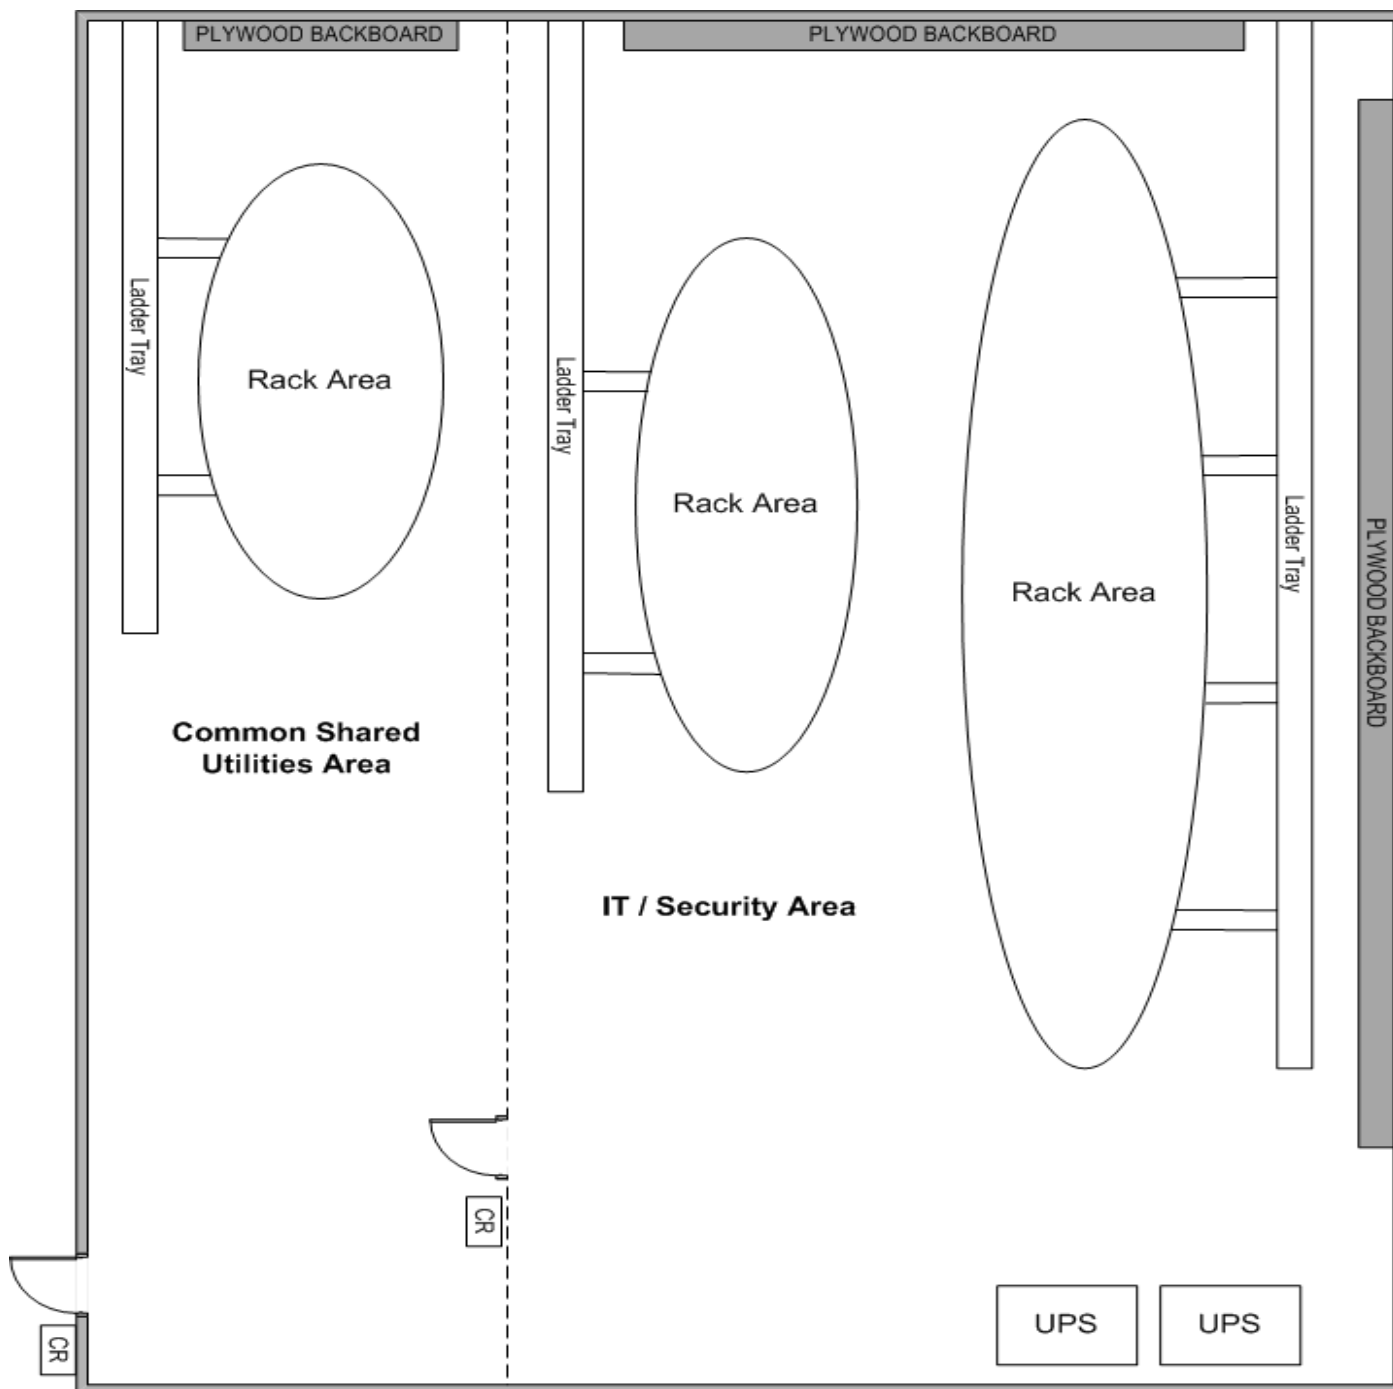 PLYWOOD BACKBOARD
PLYWOOD BACKBOARD
Ladder Tray
Rack Area
Ladder Tray
Rack Area
Rack Area
Ladder Tray
PLYWOOD BACKBOARD
Common Shared
Utilities Area
IT / Security Area
CR
CR
UPS
UPS